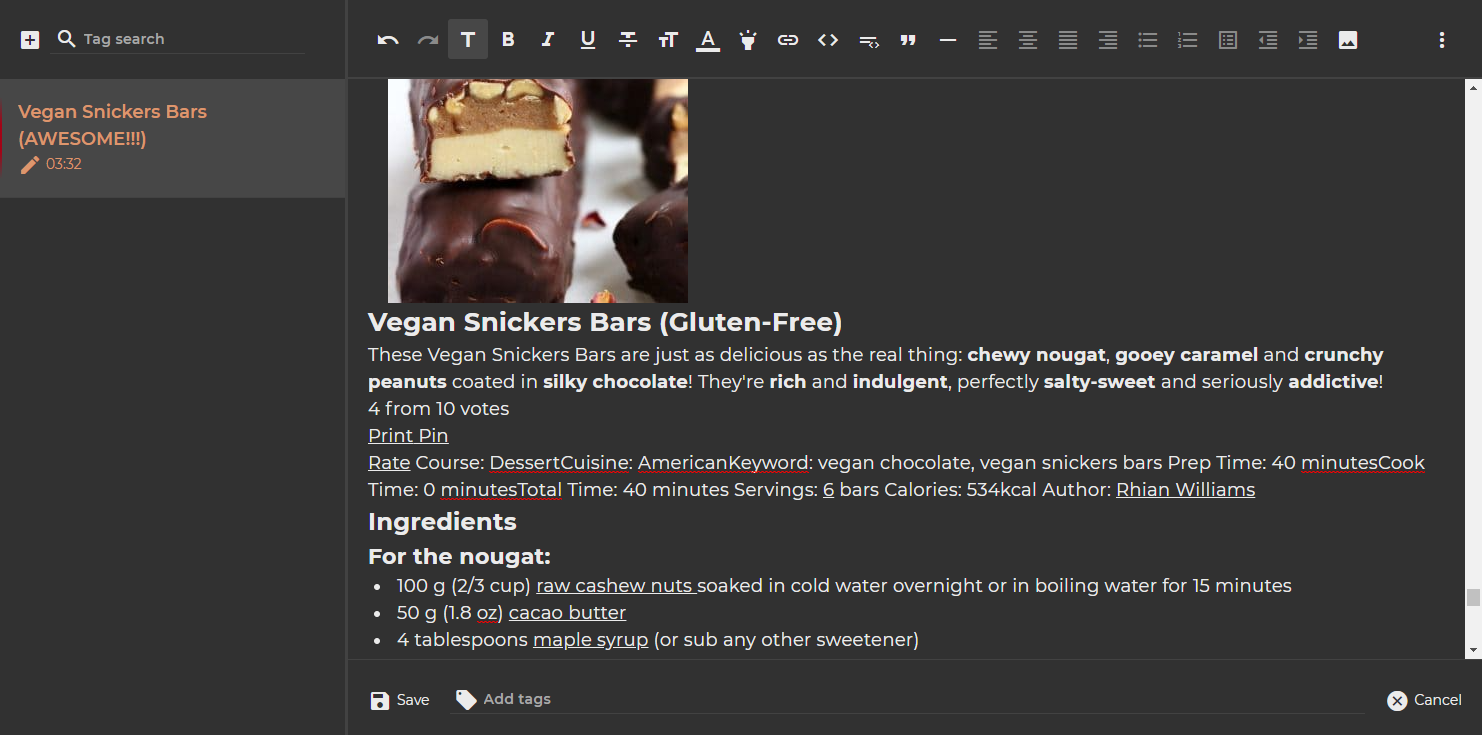 Tag search
Vegan Snickers Bars
(AWESOME!!!)
03:32
T B I U T TT A
Vegan Snickers Bars (Gluten-Free)
These Vegan Snickers Bars are just as delicious as the real thing: chewy nougat, gooey caramel and crunchy
peanuts coated in silky chocolate! They're rich and indulgent, perfectly salty-sweet and seriously addictive!
4 from 10 votes
Print Pin
Rate Course: DessertCuisine: AmericanKeyword: vegan chocolate, vegan snickers bars Prep Time: 40 minutesCook
Time: 0 minutesTotal Time: 40 minutes Servings: 6 bars Calories: 534kcal Author: Rhian Williams
Ingredients
For the nougat:
• 100 g (2/3 cup) raw cashew nuts soaked in cold water overnight or in boiling water for 15 minutes
• 50 g (1.8 oz) cacao butter
• 4 tablespoons maple syrup (or sub any other sweetener)
Save Add tags Cancel